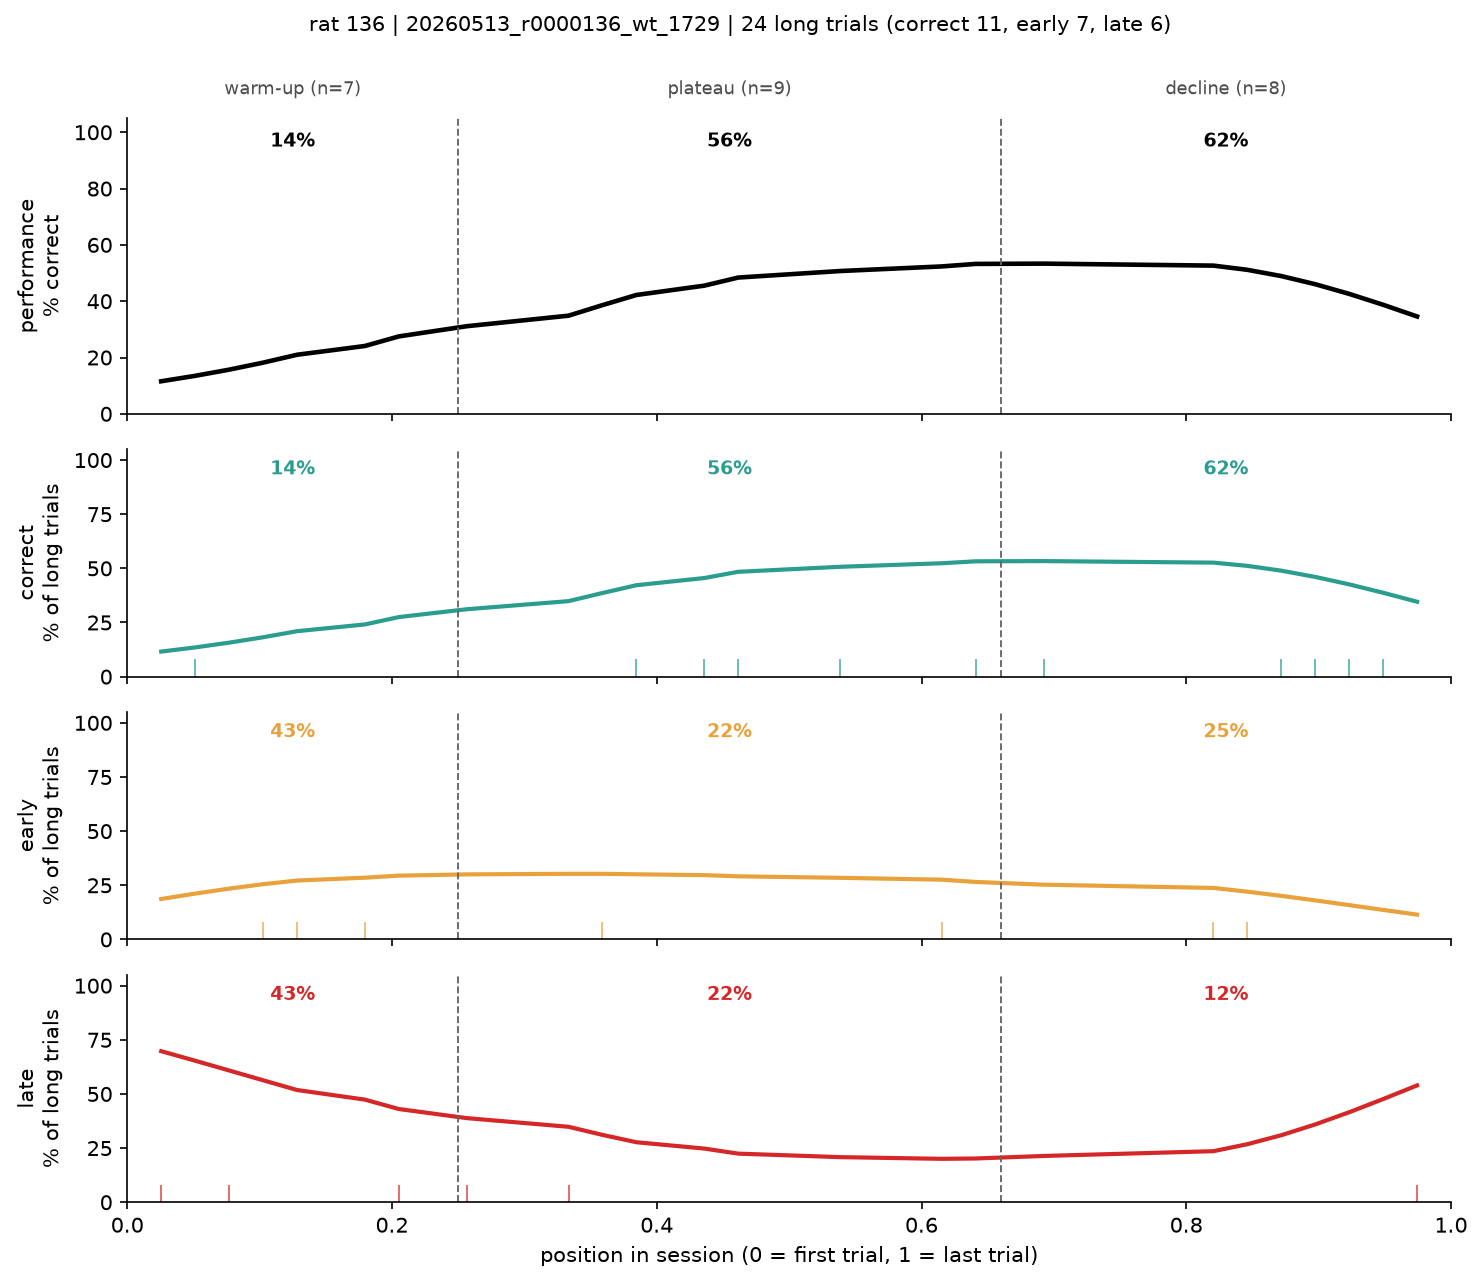 rat 136 | 20260513_r0000136_wt_1729 | 24 long trials (correct 11, early 7, late 6)
warm-up (n=7) plateau (n=9) decline (n=8)
performance
% correct
100
80
60
40
20
0
14% 56% 62%
correct
% of long trials
100
75
50
25
0
14% 56% 62%
early
% of long trials
100
75
50
25
0
43% 22% 25%
late
% of long trials
100
75
50
25
0
43% 22% 12%
0.0 0.2 0.4 0.6 0.8 1.0
position in session (0 = first trial, 1 = last trial)